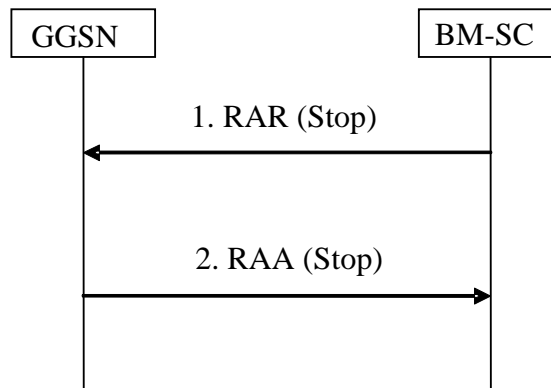 GGSN
BM-SC
1. RAR (Stop)
2. RAA (Stop)